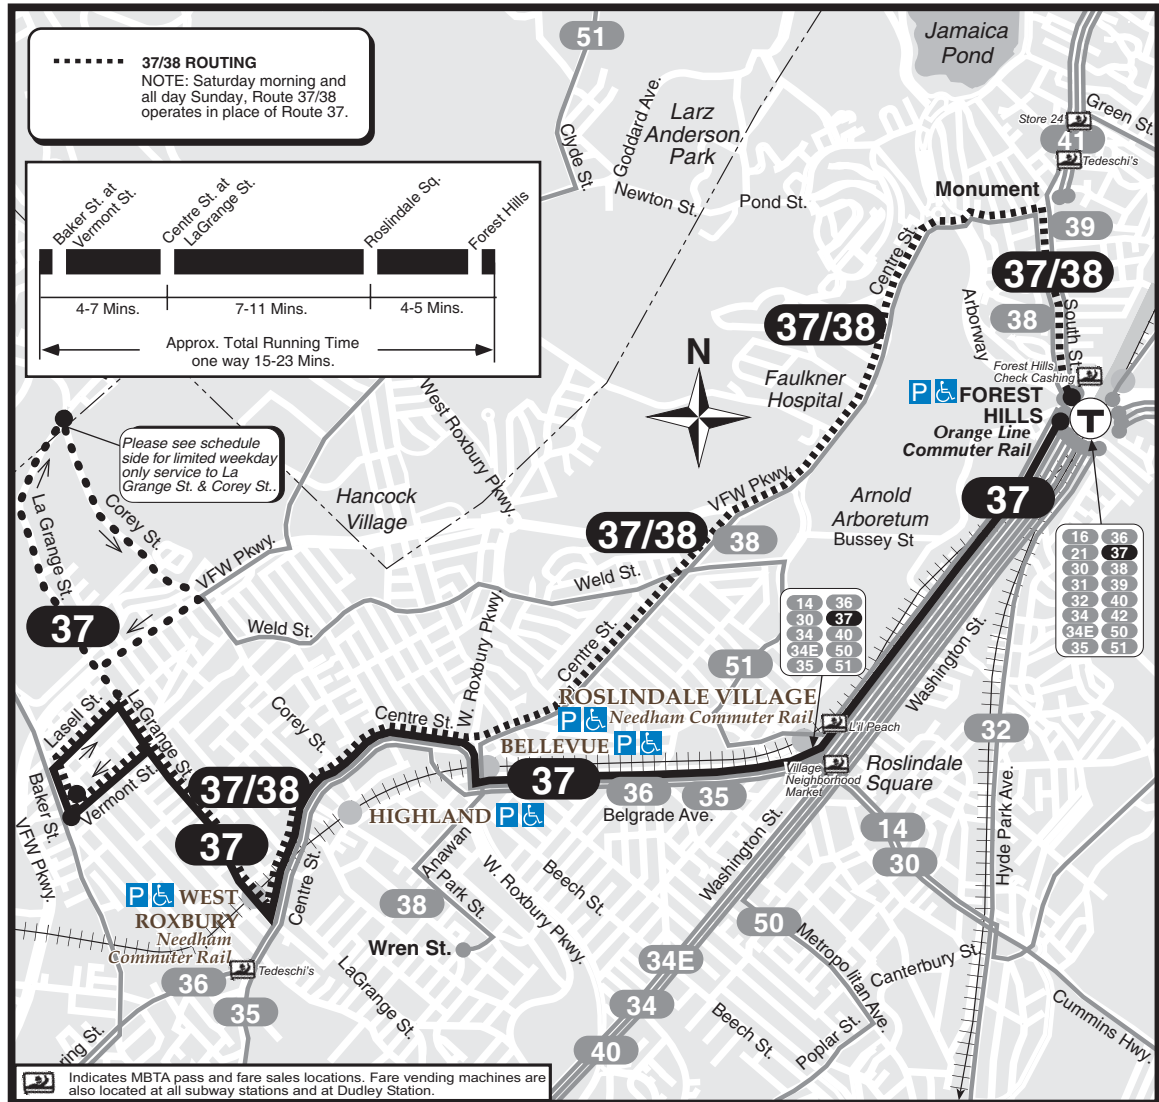 37/38 ROUTING
NOTE: Saturday morning and
all day Sunday, Route 37/38
operates in place of Route 37.
Baker St. at
Vermont St.
Centre St. at
LaGrange St.
Roslindale Sq.
Forest Hills
4-7 Mins.
7-11 Mins.
4-5 Mins.
Approx. Total Running Time
one way 15-23 Mins.
51
Clyde St.
Goddard Ave.
Larz
Anderson
Park
Newton St.
Pond St.
Jamaica
Pond
Green St.
Store 24
41
Tedeschi's
Monument
39
37/38
Centre St.
37/38
Arborway
38
South St.
Forest Hills
Check Cashing
N
Faulkner
Hospital
P
FOREST
HILLS
Orange Line
Commuter Rail
T
West Roxbury Pkwy.
Please see schedule
side for limited weekday
only service to La
Grange St. & Corey St..
La Grange St.
Corey St.
Hancock
Village
VFW Pkwy.
37
Arnold
Arboretum
Bussey St
37/38
38
VFW Pkwy.
Weld St.
16 36
21 37
30 38
31 39
32 40
34 42
34E 50
35 51
14 36
30 37
34 40
34E 50
35 51
37
Weld St.
W. Roxbury Pkwy.
Centre St.
51
Washington St.
Lasell St.
LaGrange St.
Corey St.
Centre St.
ROSLINDALE VILLAGE
P
Needham Commuter Rail
BELLEVUE P
L'il Peach
32
Baker St.
Vermont St.
37/38
37
36
35
Belgrade Ave.
Village
Neighborhood
Market
Roslindale
Square
HIGHLAND P
VFW Pkwy.
37
Centre St.
Anawan
Park St.
W. Roxbury Pkwy.
Beech St.
Washington St.
14
30
Hyde Park Ave.
P WEST
ROXBURY
Needham
Commuter Rail
38
Wren St.
50
Metropolitan Ave.
Canterbury St.
Tedeschi's
36
35
LaGrange St.
34E
34
40
Beech St.
Poplar St.
Cummins Hwy.
ring St.
Indicates MBTA pass and fare sales locations. Fare vending machines are
also located at all subway stations and at Dudley Station.